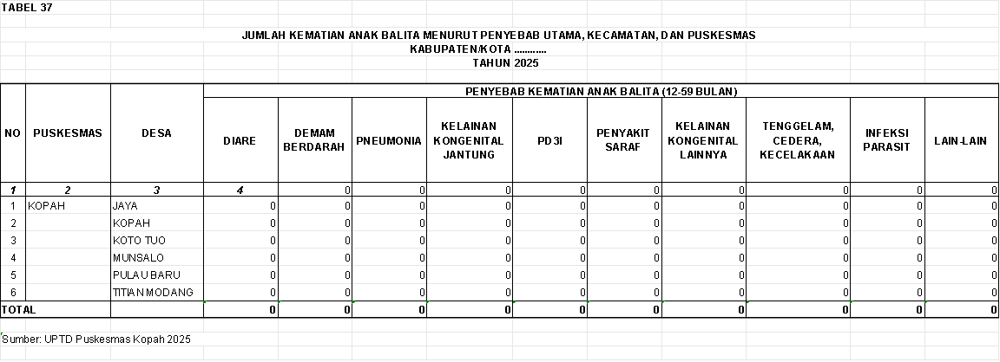 TABEL 37
JUMLAH KEMATIAN ANAK BALITA MENURUT PENYEBAB UTAMA, KECAMATAN, DAN PUSKESMAS
KABUPATEN/KOTA ............
TAHUN 2025
NO PUSKESMAS DESA PENYEBAB KEMATIAN ANAK BALITA (12-59 BULAN)
DIARE DEMAM BERDARAH PNEUMONIA KELAINAN KONGENITAL JANTUNG PD3I PENYAKIT SARAF KELAINAN KONGENITAL LAINNYA TENGGELAM, CEDERA, KECELAKAAN INFEKSI PARASIT LAIN-LAIN
1 2 3 4 0 0 0 0 0 0 0 0 0
1 KOPAH JAYA 0 0 0 0 0 0 0 0 0 0
2 KOPAH 0 0 0 0 0 0 0 0 0 0
3 KOTO TUO 0 0 0 0 0 0 0 0 0 0
4 MUNSALO 0 0 0 0 0 0 0 0 0 0
5 PULAU BARU 0 0 0 0 0 0 0 0 0 0
6 TITIAN MODANG 0 0 0 0 0 0 0 0 0 0
TOTAL 0 0 0 0 0 0 0 0 0 0
Sumber: UPTD Puskesmas Kopah 2025